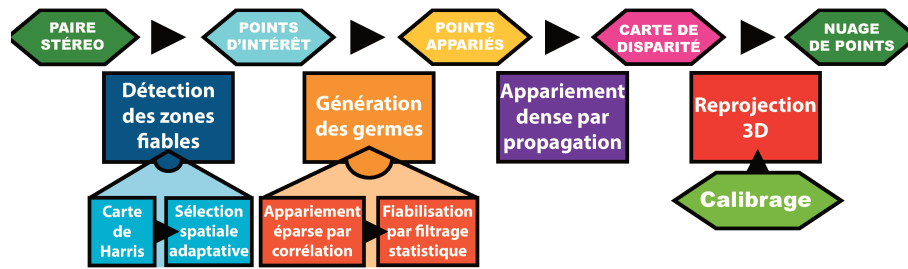 PAIRE
STÉREO
POINTS
D'INTÉRÊT
POINTS
APPARIÉS
CARTE DE
DISPARITÉ
NUAGE
DE POINTS
Détection
des zones
fiables
Génération
des germes
Appariement
dense par
propagation
Reprojection
3D
Carte
de
Harris
Sélection
spatiale
adaptative
Appariement
éparse par
corrélation
Fiabilisation
par filtrage
statistique
Calibrage